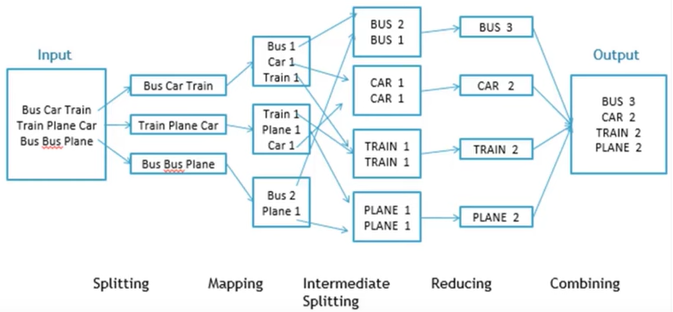 Input
Bus Car Train
Train Plane Car
Bus Bus Plane
Bus Car Train
Train Plane Car
Bus Bus Plane
Bus 1
Car 1
Train 1
Train 1
Plane 1
Car 1
Bus 2
Plane 1
BUS 2
BUS 1
CAR 1
CAR 1
TRAIN 1
TRAIN 1
PLANE 1
PLANE 1
BUS 3
CAR 2
TRAIN 2
PLANE 2
Output
BUS 3
CAR 2
TRAIN 2
PLANE 2
Splitting
Mapping
Intermediate
Splitting
Reducing
Combining